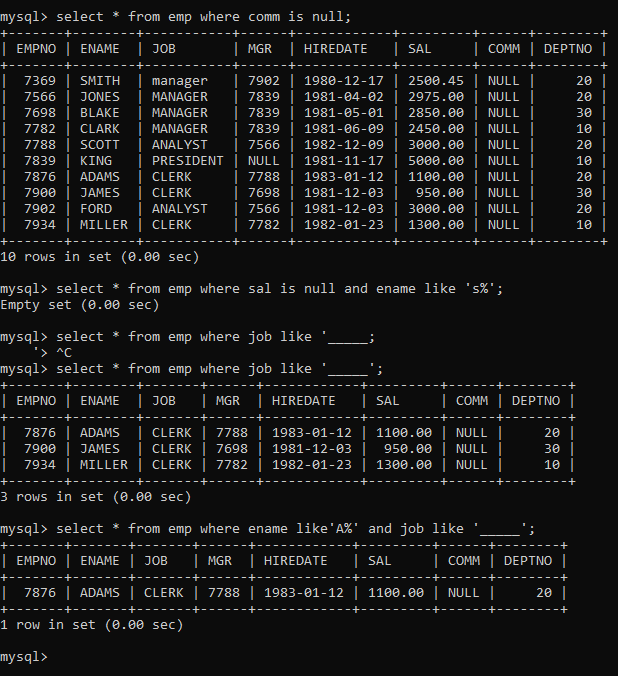 mysql> select * from emp where comm is null;
+-------+--------+-----------+------+------------+---------+------+--------+
| EMPNO | ENAME  | JOB       | MGR  | HIREDATE   | SAL     | COMM | DEPTNO |
+-------+--------+-----------+------+------------+---------+------+--------+
|  7369 | SMITH  | manager   | 7902 | 1980-12-17 | 2500.45 | NULL |     20 |
|  7566 | JONES  | MANAGER   | 7839 | 1981-04-02 | 2975.00 | NULL |     20 |
|  7698 | BLAKE  | MANAGER   | 7839 | 1981-05-01 | 2850.00 | NULL |     30 |
|  7782 | CLARK  | MANAGER   | 7839 | 1981-06-09 | 2450.00 | NULL |     10 |
|  7788 | SCOTT  | ANALYST   | 7566 | 1982-12-09 | 3000.00 | NULL |     20 |
|  7839 | KING   | PRESIDENT | NULL | 1981-11-17 | 5000.00 | NULL |     10 |
|  7876 | ADAMS  | CLERK     | 7788 | 1983-01-12 | 1100.00 | NULL |     20 |
|  7900 | JAMES  | CLERK     | 7698 | 1981-12-03 |  950.00 | NULL |     30 |
|  7902 | FORD   | ANALYST   | 7566 | 1981-12-03 | 3000.00 | NULL |     20 |
|  7934 | MILLER | CLERK     | 7782 | 1982-01-23 | 1300.00 | NULL |     10 |
+-------+--------+-----------+------+------------+---------+------+--------+
10 rows in set (0.00 sec)
mysql> select * from emp where sal is null and ename like 's%';
Empty set (0.00 sec)
mysql> select * from emp where job like '_____;
    '> ^C
mysql> select * from emp where job like '_____';
+-------+--------+-------+------+------------+---------+------+--------+
| EMPNO | ENAME  | JOB   | MGR  | HIREDATE   | SAL     | COMM | DEPTNO |
+-------+--------+-------+------+------------+---------+------+--------+
|  7876 | ADAMS  | CLERK | 7788 | 1983-01-12 | 1100.00 | NULL |     20 |
|  7900 | JAMES  | CLERK | 7698 | 1981-12-03 |  950.00 | NULL |     30 |
|  7934 | MILLER | CLERK | 7782 | 1982-01-23 | 1300.00 | NULL |     10 |
+-------+--------+-------+------+------------+---------+------+--------+
3 rows in set (0.00 sec)
mysql> select * from emp where ename like'A%' and job like '_____';
+-------+-------+-------+------+------------+---------+------+--------+
| EMPNO | ENAME | JOB   | MGR  | HIREDATE   | SAL     | COMM | DEPTNO |
+-------+-------+-------+------+------------+---------+------+--------+
|  7876 | ADAMS | CLERK | 7788 | 1983-01-12 | 1100.00 | NULL |     20 |
+-------+-------+-------+------+------------+---------+------+--------+
1 row in set (0.00 sec)
mysql>